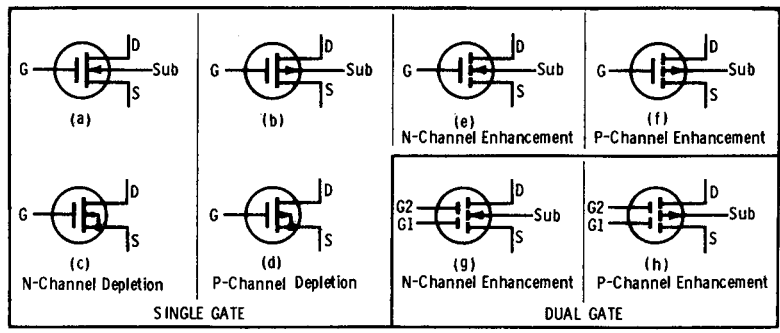 D D D D
G Sub G Sub G Sub G Sub
S S S S
(a) (b) (e) (f)
N-Channel Enhancement P-Channel Enhancement
D D D D
G G G2 Sub G2 Sub
G1 G1
S S S S
(c) (d) (g) (h)
N-Channel Depletion P-Channel Depletion N-Channel Enhancement P-Channel Enhancement
SINGLE GATE DUAL GATE